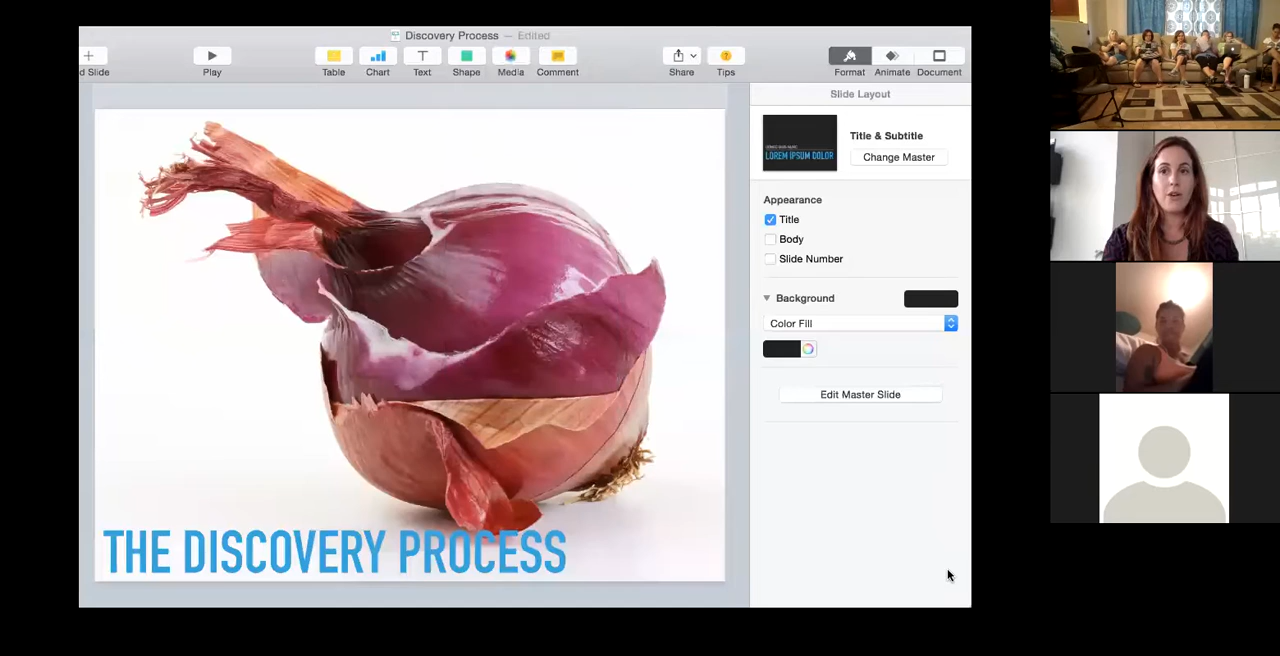 Discovery Process — Edited
d Slide
Play
Table
Chart
Text
Shape
Media
Comment
Share
Tips
Format
Animate
Document
Slide Layout
LOREM IPSUM DOLOR
Title & Subtitle
Change Master
Appearance
Title
Body
Slide Number
Background
Color Fill
Edit Master Slide
THE DISCOVERY PROCESS